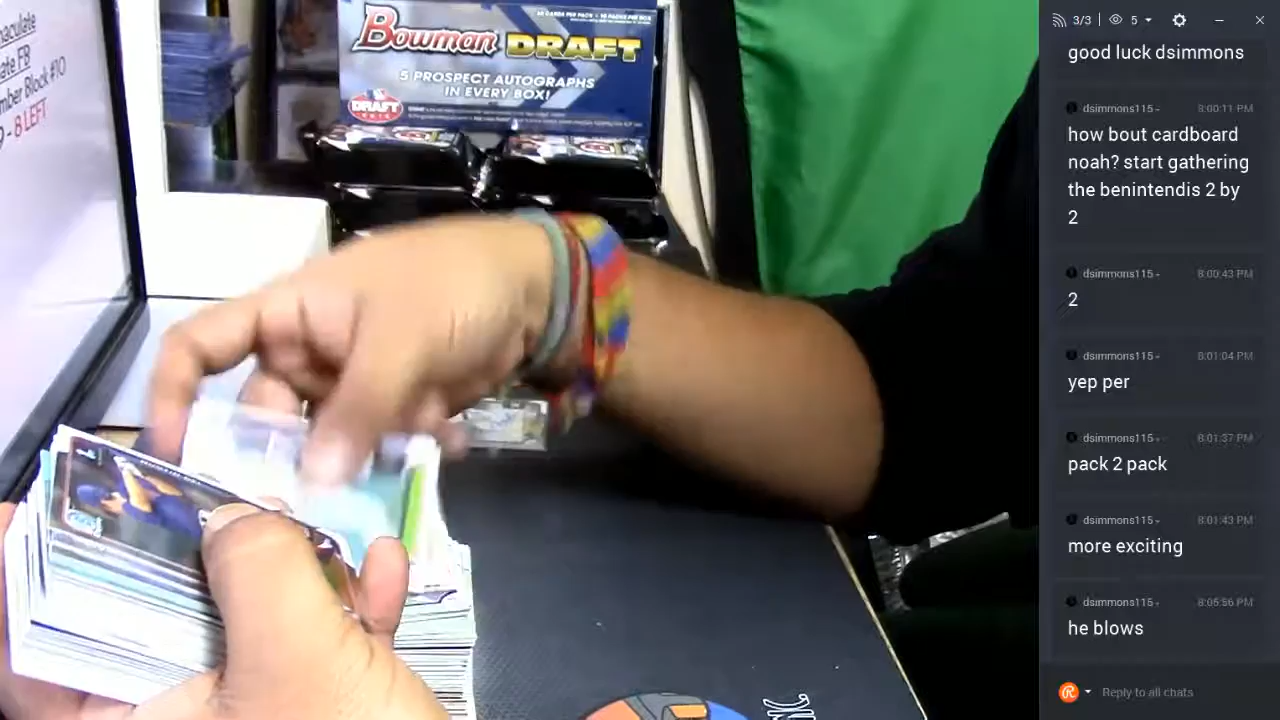 aculate
ate FB
mber Block #10
- 8 LEFT
Bowman DRAFT
5 PROSPECT AUTOGRAPHS
IN EVERY BOX!
DRAFT
3/3
5
good luck dsimmons
dsimmons115
8:00:11 PM
how bout cardboard
noah? start gathering
the benintendis 2 by
2
dsimmons115
8:00:43 PM
2
dsimmons115
8:01:04 PM
yep per
dsimmons115
8:01:37 PM
pack 2 pack
dsimmons115
8:01:43 PM
more exciting
dsimmons115
8:05:56 PM
he blows
Reply to all chats